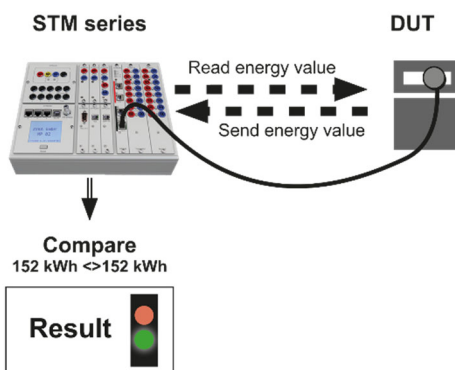 STM series
DUT
Read energy value
Send energy value
Compare
152 kWh <>152 kWh
Result